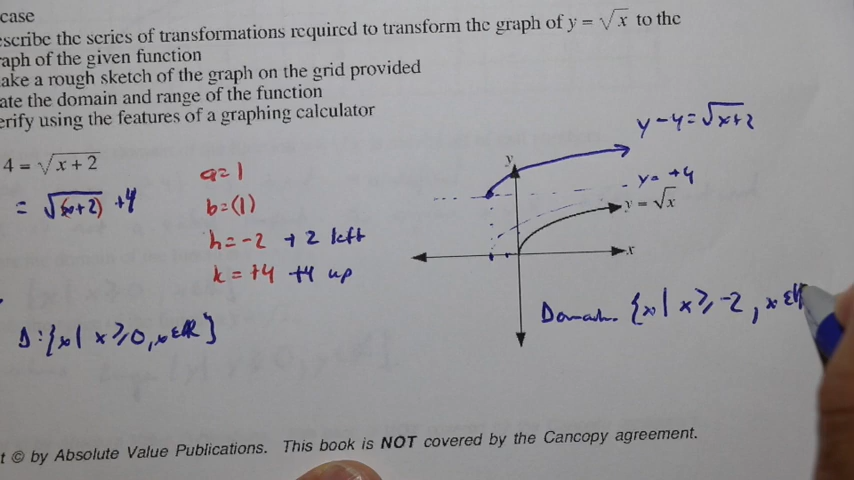 case
escribe the series of transformations required to transform the graph of y = √x to the
raph of the given function
ake a rough sketch of the graph on the grid provided
ate the domain and range of the function
erify using the features of a graphing calculator
4 = √x + 2
= √(x+2) +4
a=1
b=(1)
h=-2 → 2 left
k=+4 +4 up
D:{x| x≥0, x∈R}
y-4=√x+2
y
y= +4
y = √x
x
Domain. {x| x≥-2, x∈R
t © by Absolute Value Publications. This book is NOT covered by the Cancopy agreement.